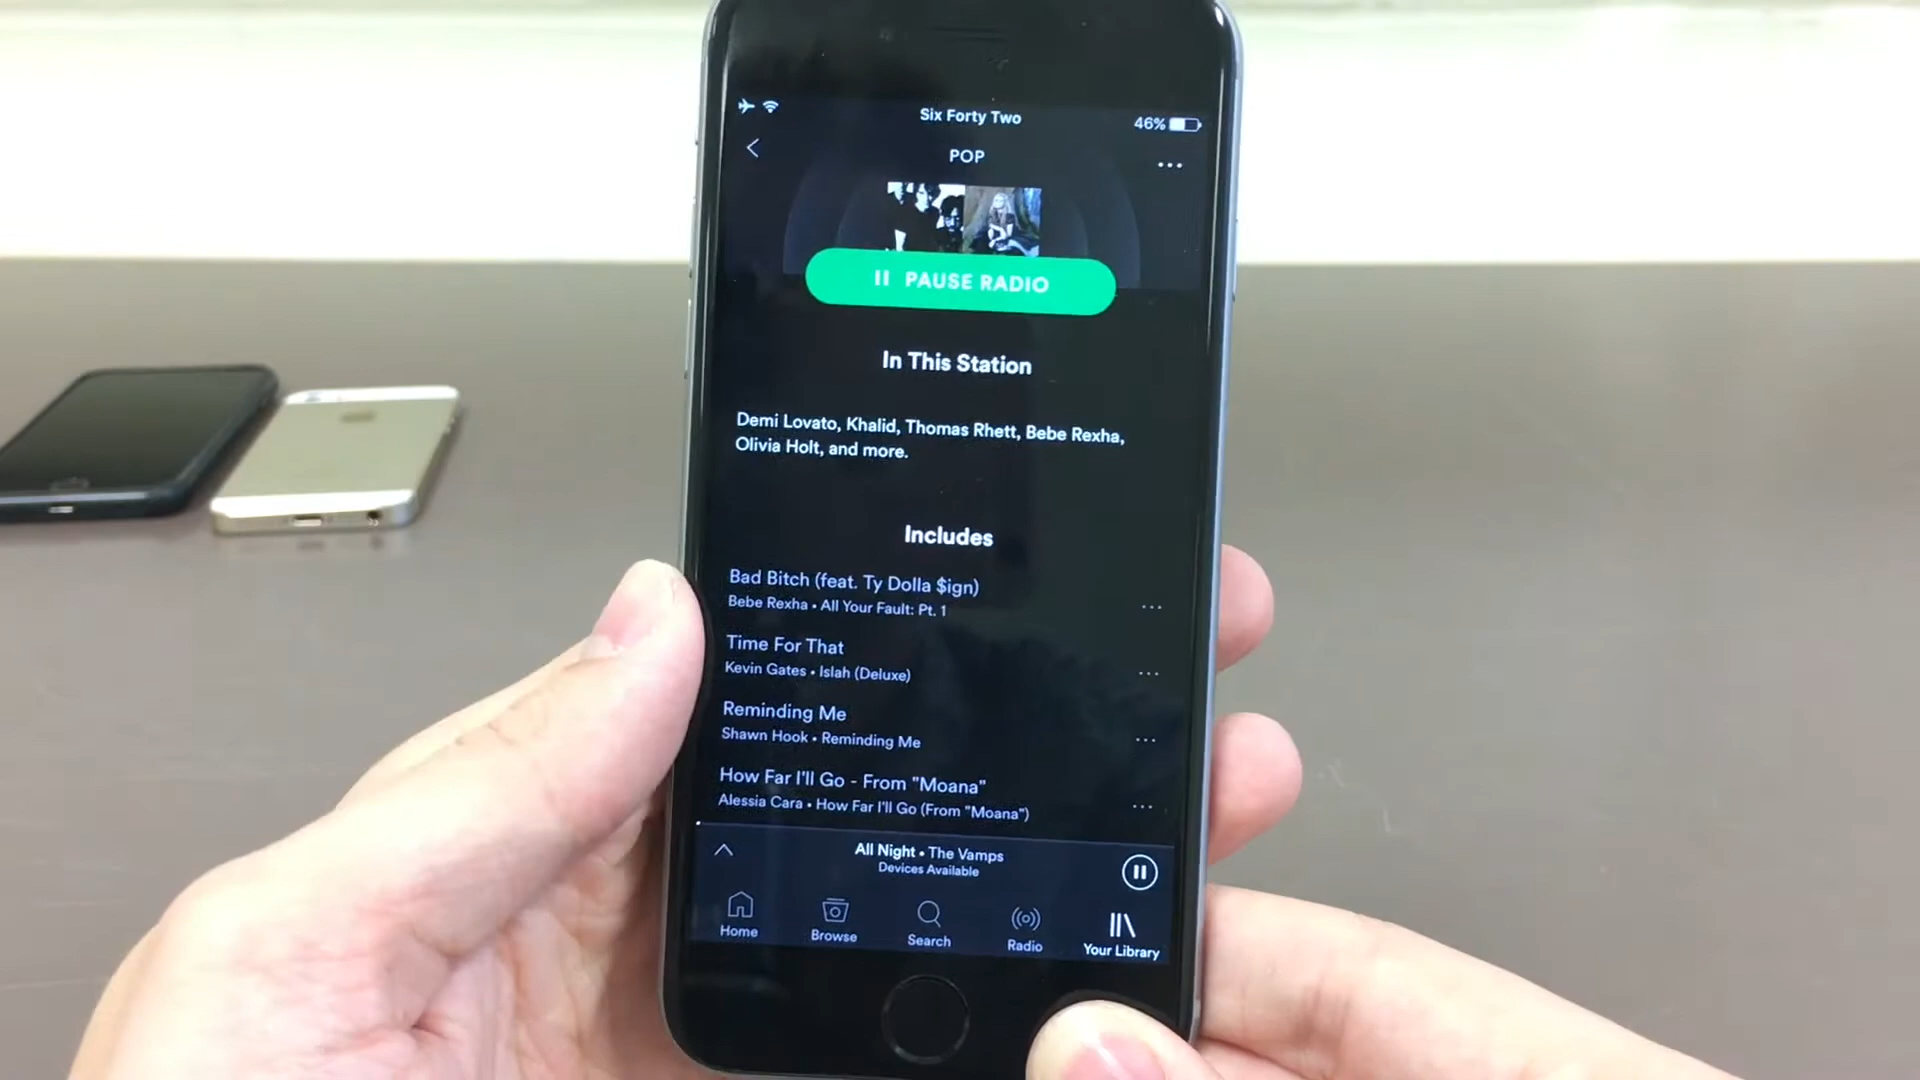 Six Forty Two
46%
POP
PAUSE RADIO
In This Station
Demi Lovato, Khalid, Thomas Rhett, Bebe Rexha,
Olivia Holt, and more.
Includes
Bad Bitch (feat. Ty Dolla $ign)
Bebe Rexha • All Your Fault: Pt. 1
Time For That
Kevin Gates • Islah (Deluxe)
Reminding Me
Shawn Hook • Reminding Me
How Far I'll Go - From "Moana"
Alessia Cara • How Far I'll Go (From "Moana")
All Night • The Vamps
Devices Available
Home
Browse
Search
Radio
Your Library